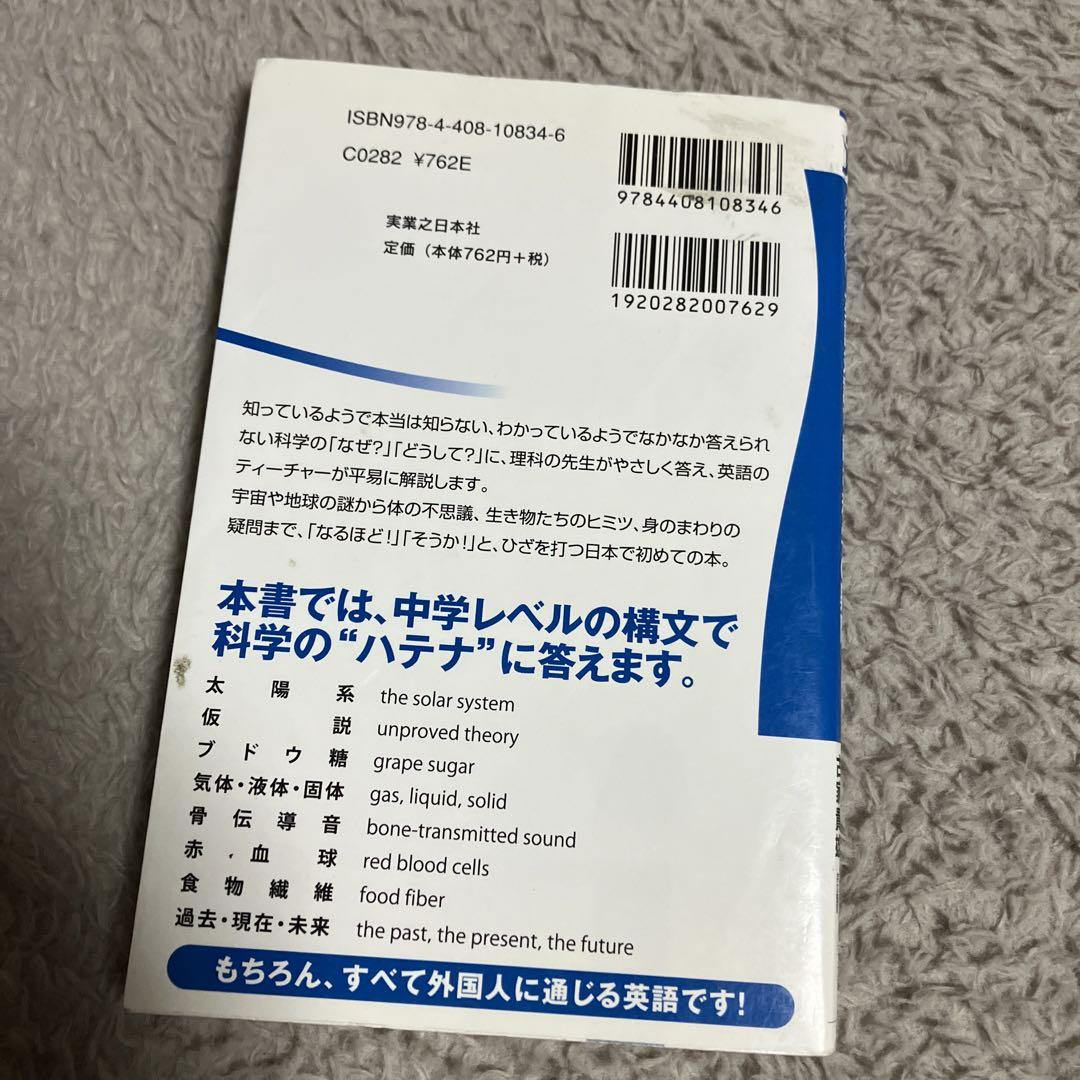 ISBN978-4-408-10834-6
C0282 ¥762E
9784408108346
実業之日本社
定価（本体762円＋税）
1920282007629
知っているようで本当は知らない、わかっているようでなかなか答えられ
ない科学の「なぜ？」「どうして？」に、理科の先生がやさしく答え、英語の
ティーチャーが平易に解説します。
宇宙や地球の謎から体の不思議、生き物たちのヒミツ、身のまわりの
疑問まで、「なるほど！」「そうか！」と、ひざを打つ日本で初めての本。
本書では、中学レベルの構文で
科学の“ハテナ”に答えます。
太陽系 the solar system
仮説 unproved theory
ブドウ糖 grape sugar
気体・液体・固体 gas, liquid, solid
骨伝導音 bone-transmitted sound
赤血球 red blood cells
食物繊維 food fiber
過去・現在・未来 the past, the present, the future
もちろん、すべて外国人に通じる英語です！